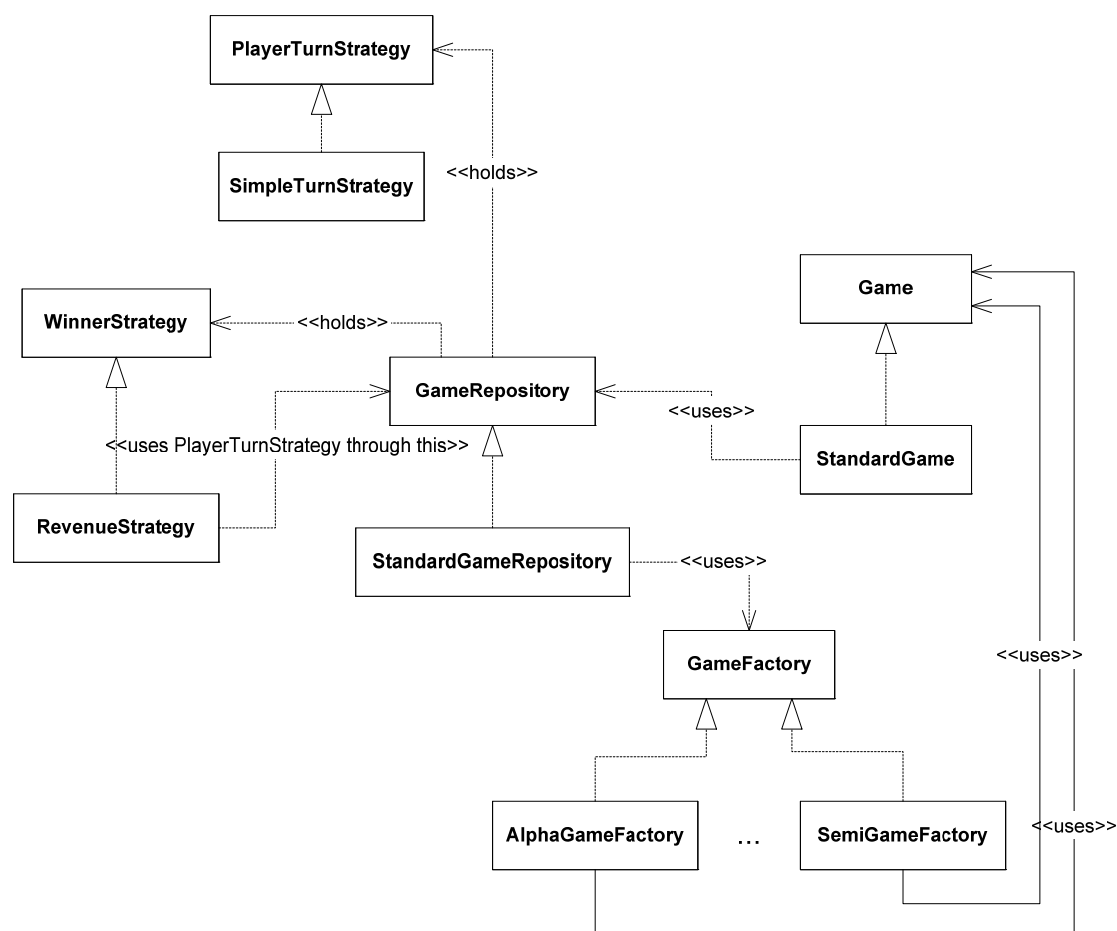 PlayerTurnStrategy
SimpleTurnStrategy
<<holds>>
Game
WinnerStrategy
<<holds>>
GameRepository
<<uses>>
<<uses PlayerTurnStrategy through this>>
StandardGame
RevenueStrategy
StandardGameRepository
<<uses>>
GameFactory
<<uses>>
AlphaGameFactory
...
SemiGameFactory
<<uses>>